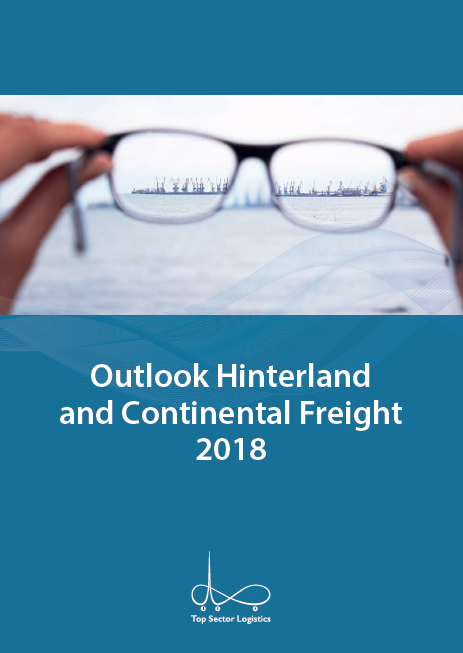 Outlook Hinterland
and Continental Freight
2018
Top Sector Logistics